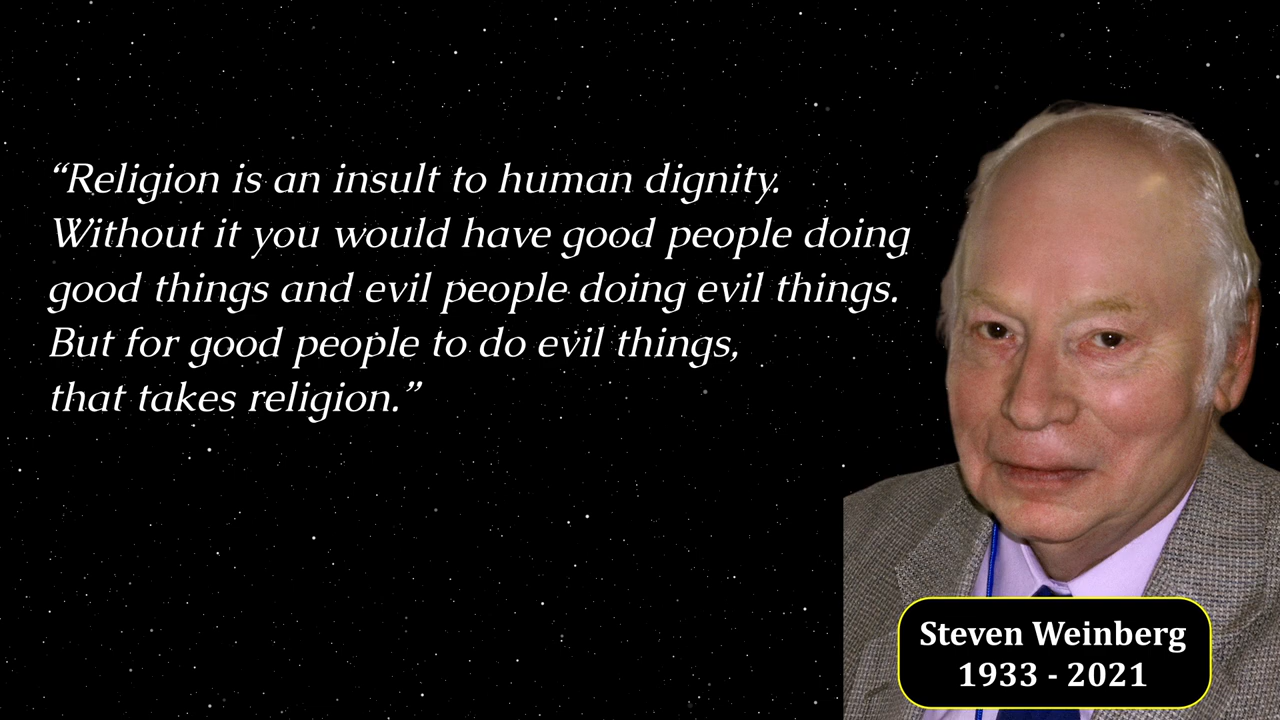 “Religion is an insult to human dignity.
Without it you would have good people doing
good things and evil people doing evil things.
But for good people to do evil things,
that takes religion.”
Steven Weinberg
1933 - 2021